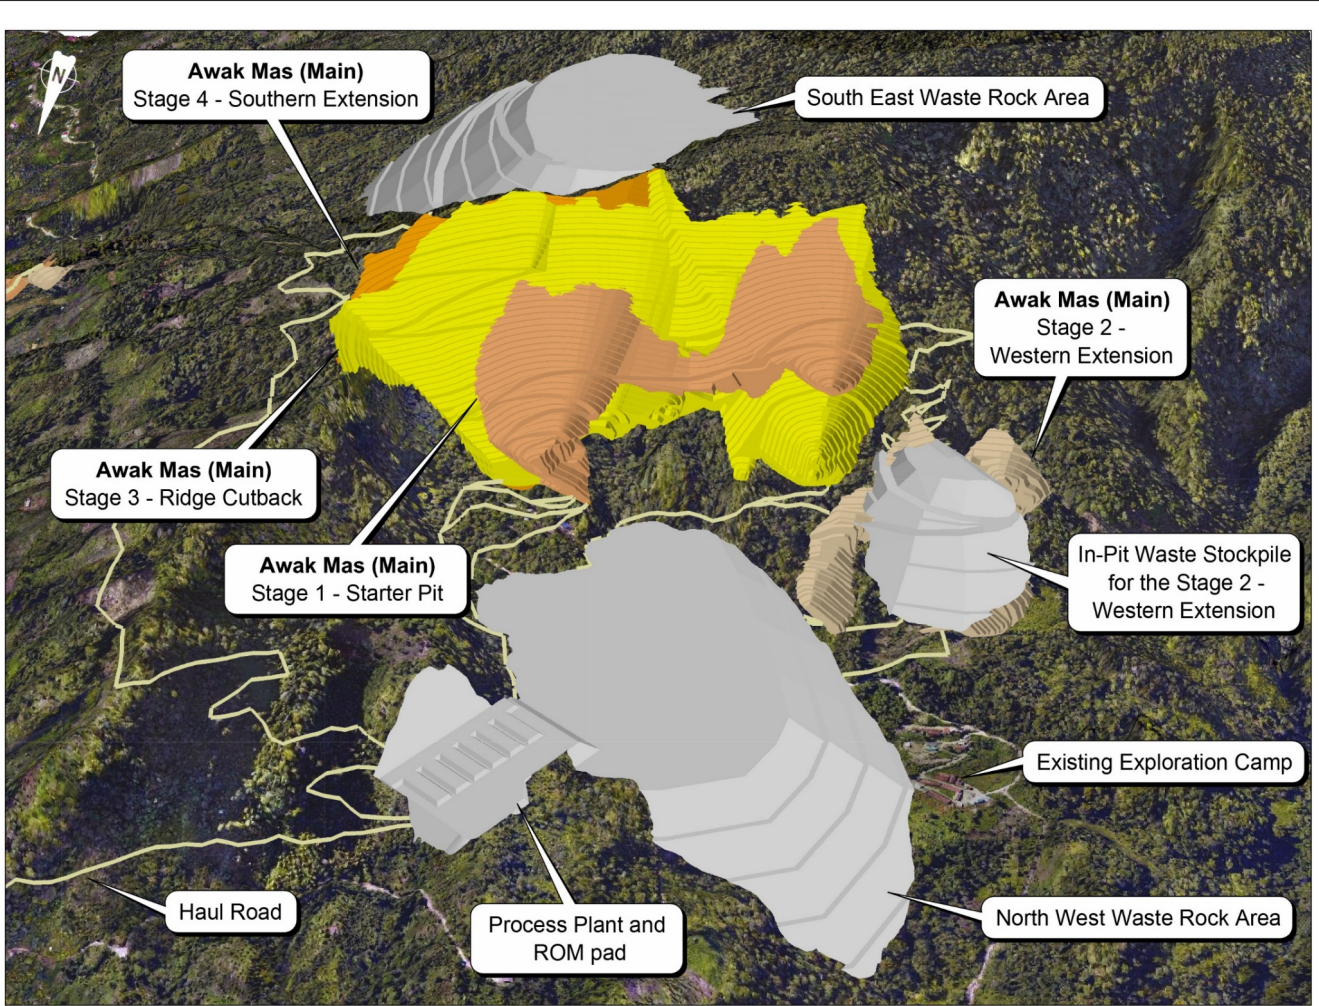 N
Awak Mas (Main)
Stage 4 - Southern Extension
South East Waste Rock Area
Awak Mas (Main)
Stage 2 -
Western Extension
Awak Mas (Main)
Stage 3 - Ridge Cutback
Awak Mas (Main)
Stage 1 - Starter Pit
In-Pit Waste Stockpile
for the Stage 2 -
Western Extension
Existing Exploration Camp
Haul Road
Process Plant and
ROM pad
North West Waste Rock Area